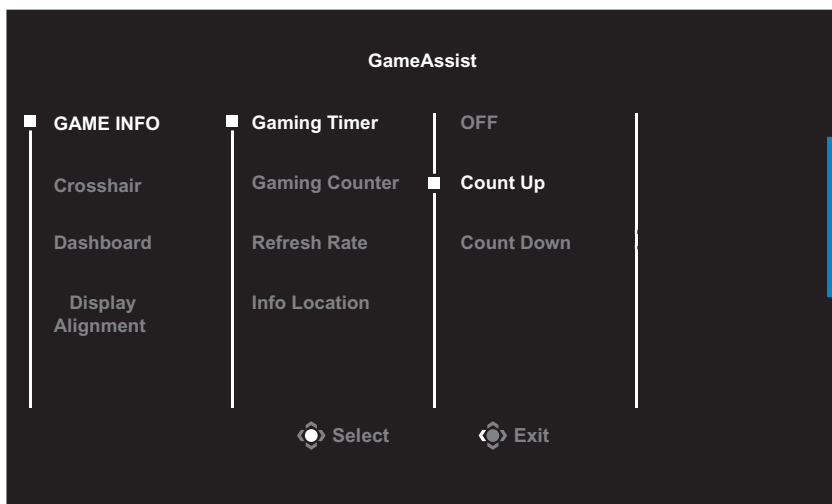 GameAssist
GAME INFO
Crosshair
Dashboard
Display
Alignment
Gaming Timer
Gaming Counter
Refresh Rate
Info Location
OFF
Count Up
Count Down
Select
Exit